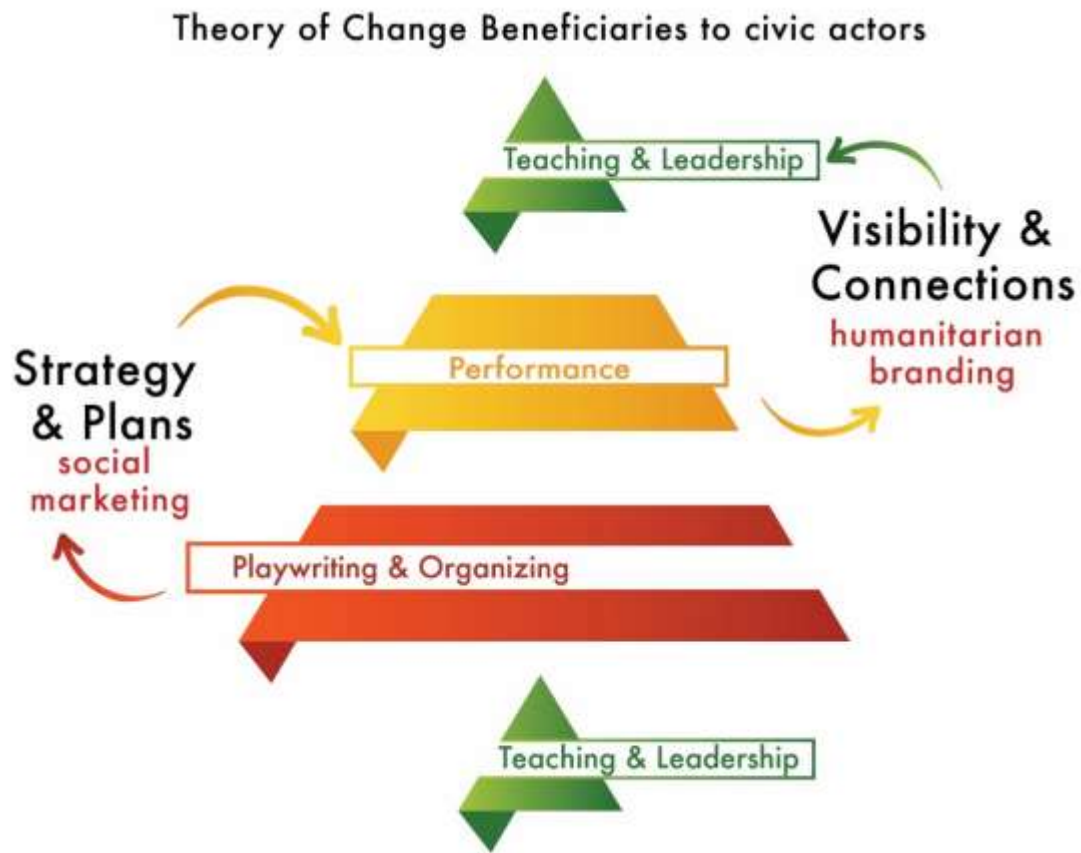 Theory of Change Beneficiaries to civic actors
Teaching & Leadership
Visibility &
Connections
humanitarian
branding
Performance
Strategy
& Plans
social
marketing
Playwriting & Organizing
Teaching & Leadership